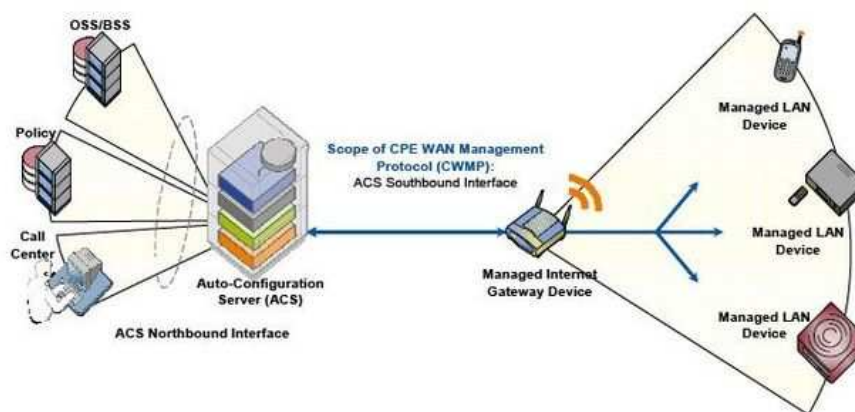 OSS/BSS
Policy
Call
Center
Auto-Configuration
Server (ACS)
ACS Northbound Interface
Scope of CPE WAN Management
Protocol (CWMP):
ACS Southbound Interface
Managed Internet
Gateway Device
Managed LAN
Device
Managed LAN
Device
Managed LAN
Device